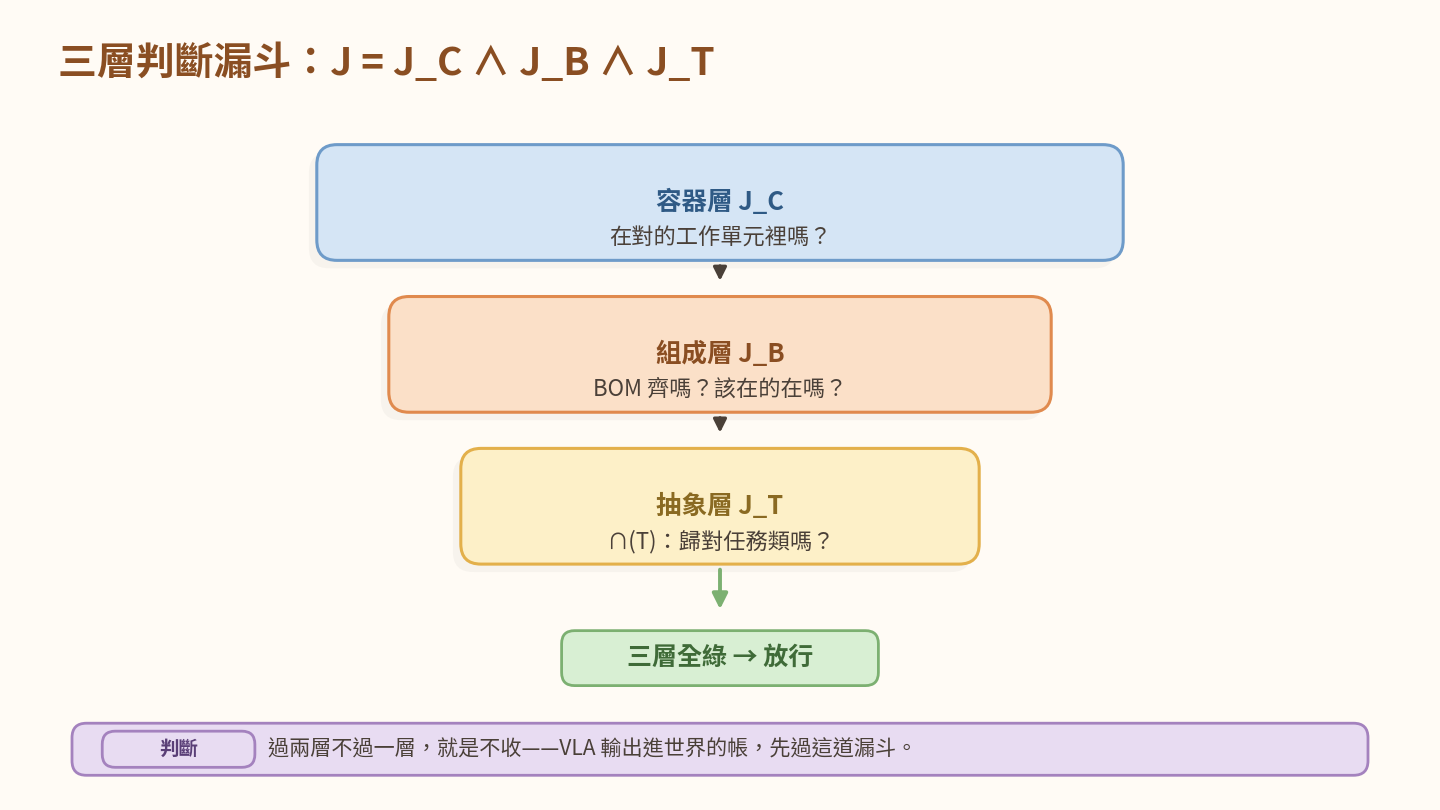 三層判斷漏斗：J = J_C ∧ J_B ∧ J_T
容器層 J_C
在對的工作單元裡嗎？
組成層 J_B
BOM 齊嗎？該在的在嗎？
抽象層 J_T
∩(T)：歸對任務類嗎？
三層全綠 → 放行
判斷 過兩層不過一層，就是不收——VLA 輸出進世界的帳，先過這道漏斗。